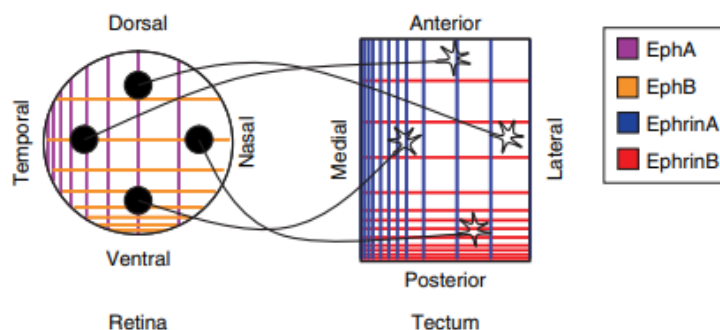 Dorsal
Temporal
Nasal
Ventral
Retina
Anterior
Medial
Lateral
Posterior
Tectum
EphA
EphB
EphrinA
EphrinB